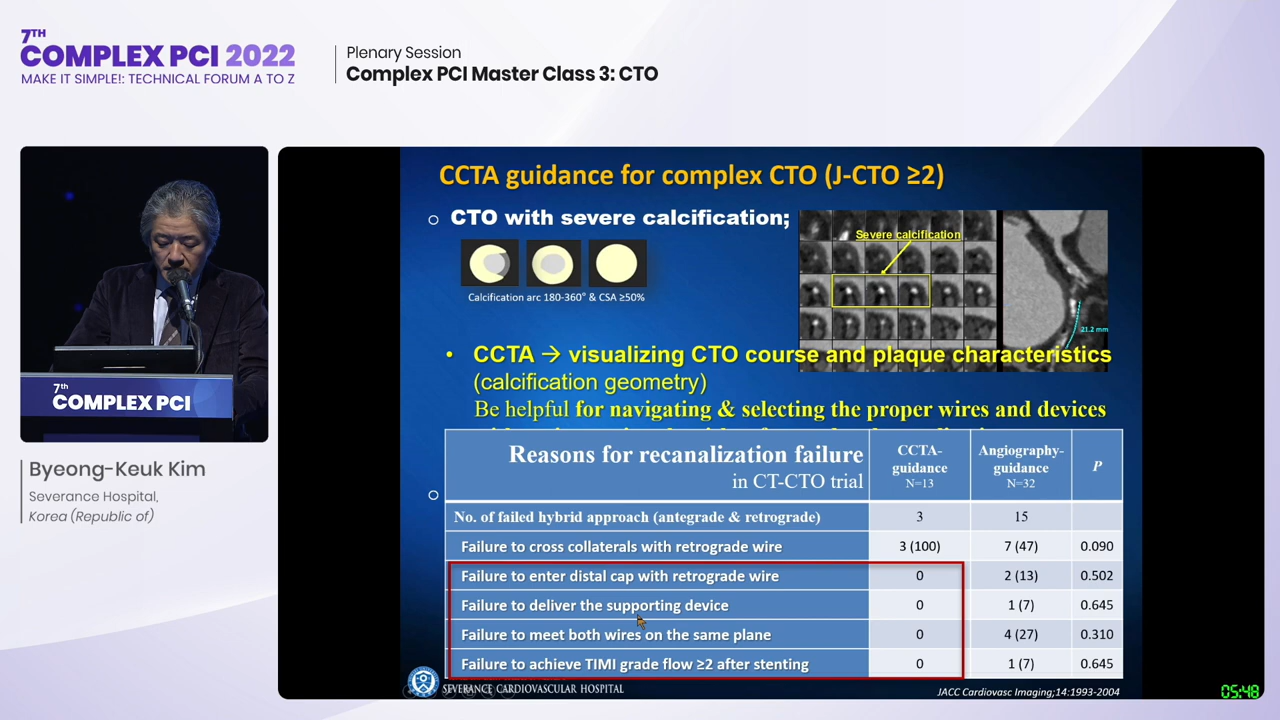 7TH
COMPLEX PCI 2022
MAKE IT SIMPLE!: TECHNICAL FORUM A TO Z
Plenary Session
Complex PCI Master Class 3: CTO
7th
COMPLEX PCI
Byeong-Keuk Kim
Severance Hospital,
Korea (Republic of)
CCTA guidance for complex CTO (J-CTO ≥2)
CTO with severe calcification;
Calcification arc 180-360° & CSA ≥50%
Severe calcification
21.2 mm
• CCTA → visualizing CTO course and plaque characteristics
(calcification geometry)
Be helpful for navigating & selecting the proper wires and devices
Reasons for recanalization failure
in CT-CTO trial
CCTA-
guidance
N=13
Angiography-
guidance
N=32
P
No. of failed hybrid approach (antegrade & retrograde) 3 15
Failure to cross collaterals with retrograde wire 3 (100) 7 (47) 0.090
Failure to enter distal cap with retrograde wire 0 2 (13) 0.502
Failure to deliver the supporting device 0 1 (7) 0.645
Failure to meet both wires on the same plane 0 4 (27) 0.310
Failure to achieve TIMI grade flow ≥2 after stenting 0 1 (7) 0.645
SEVERANCE CARDIOVASCULAR HOSPITAL
JACC Cardiovasc Imaging;14:1993-2004
05:48